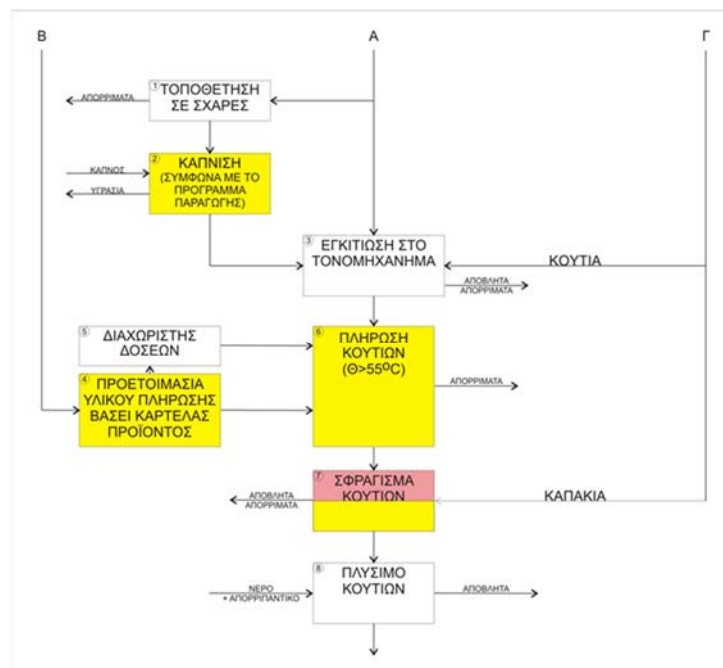 Β
Α
Γ
1
ΤΟΠΟΘΕΤΗΣΗ
ΣΕ ΣΧΑΡΕΣ
ΑΠΟΡΡΙΜΑΤΑ
2
ΚΑΠΝΙΣΗ
(ΣΥΜΦΩΝΑ ΜΕ ΤΟ
ΠΡΟΓΡΑΜΜΑ
ΠΑΡΑΓΩΓΗΣ)
ΚΑΠΝΟΣ
ΥΓΡΑΣΙΑ
3
ΕΓΚΙΤΙΩΣΗ ΣΤΟ
ΤΟΝΟΜΗΧΑΝΗΜΑ
ΚΟΥΤΙΑ
ΑΠΟΒΛΗΤΑ
ΑΠΟΡΡΙΜΑΤΑ
5
ΔΙΑΧΩΡΙΣΤΗΣ
ΔΟΣΕΩΝ
6
ΠΛΗΡΩΣΗ
ΚΟΥΤΙΩΝ
(Θ>55ºC)
ΑΠΟΡΡΙΜΑΤΑ
4
ΠΡΟΕΤΟΙΜΑΣΙΑ
ΥΛΙΚΟΥ ΠΛΗΡΩΣΗΣ
ΒΑΣΕΙ ΚΑΡΤΕΛΑΣ
ΠΡΟΪΟΝΤΟΣ
7
ΣΦΡΑΓΙΣΜΑ
ΚΟΥΤΙΩΝ
ΑΠΟΒΛΗΤΑ
ΑΠΟΡΡΙΜΑΤΑ
ΚΑΠΑΚΙΑ
8
ΠΛΥΣΙΜΟ
ΚΟΥΤΙΩΝ
ΝΕΡΟ
+ ΑΠΟΡΡΙΠΑΝΤΙΚΟ
ΑΠΟΒΛΗΤΑ